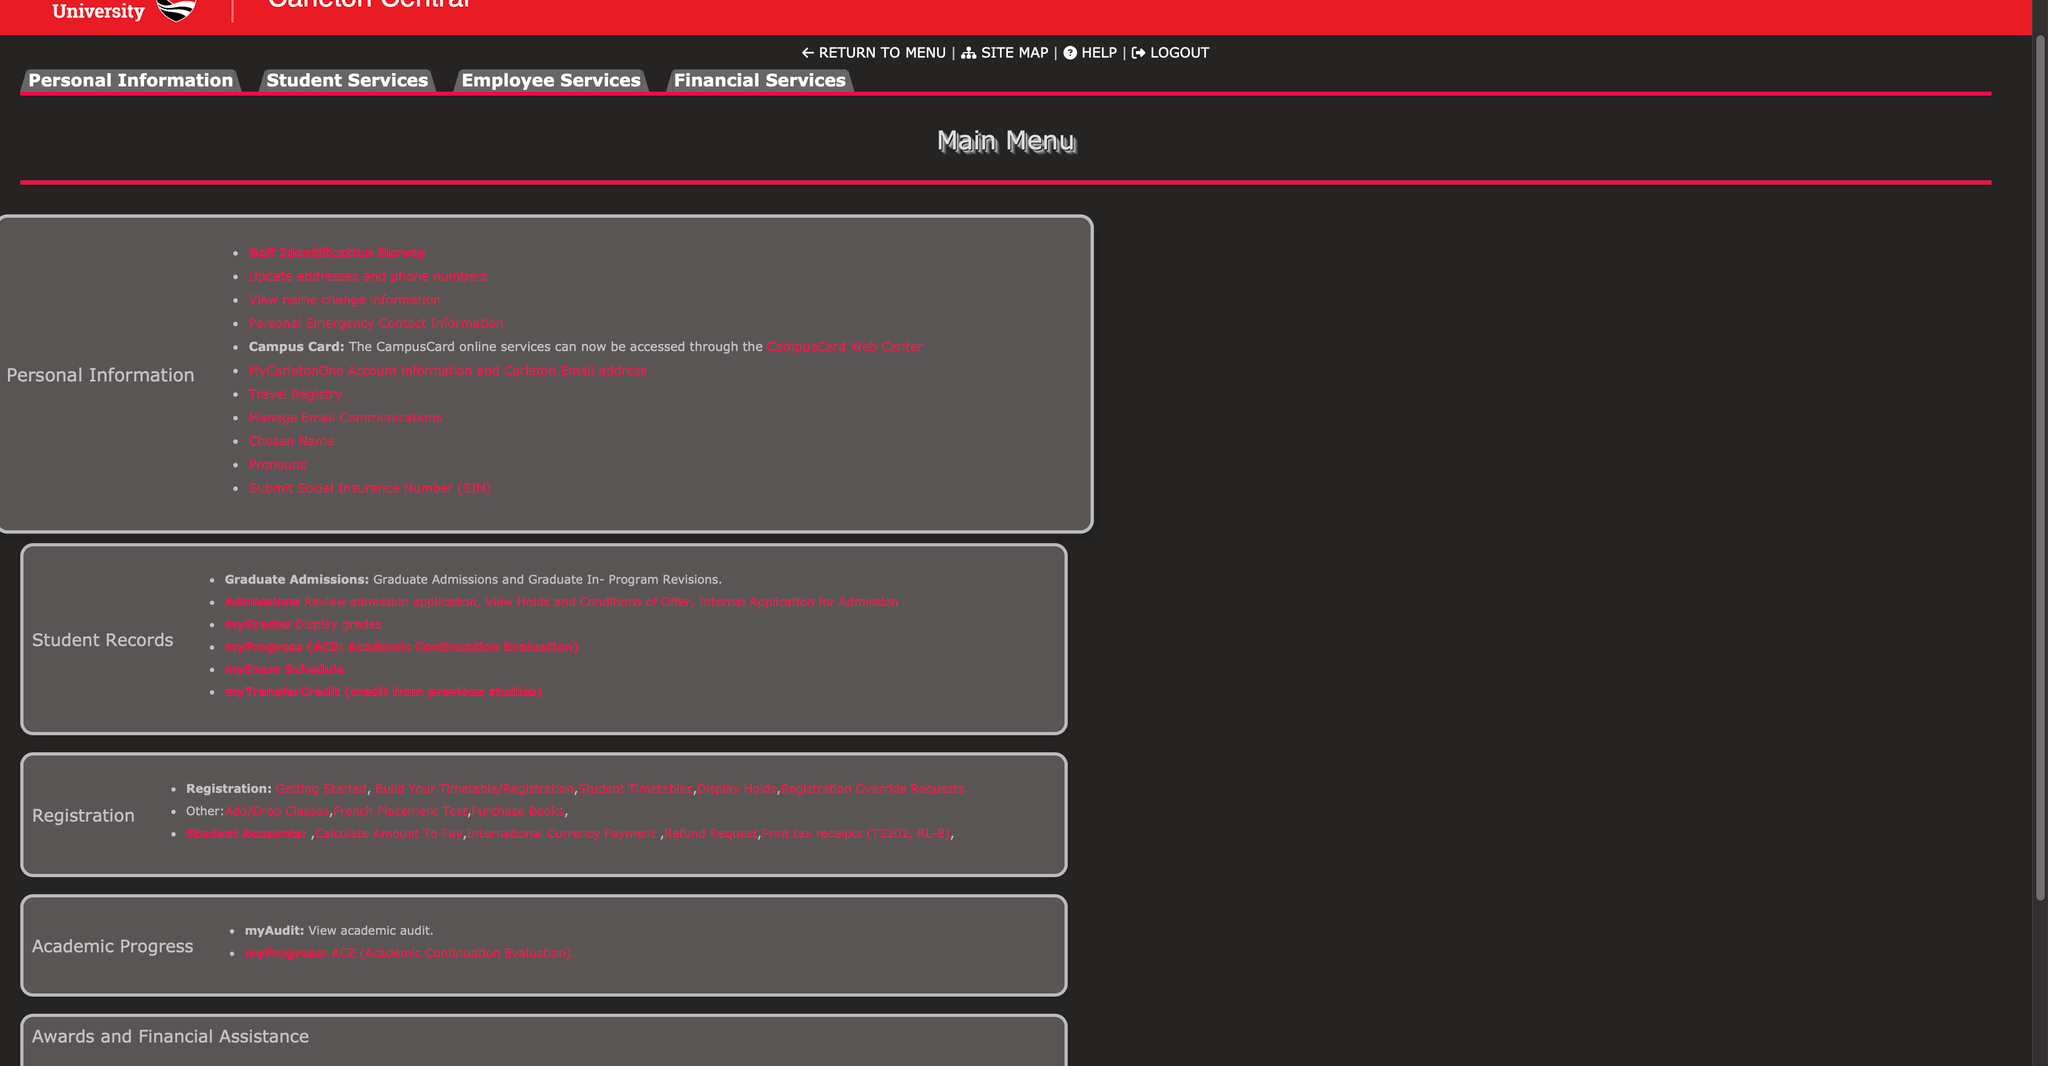 University
Carleton Central
RETURN TO MENU | SITE MAP | HELP | LOGOUT
Personal Information
Student Services
Employee Services
Financial Services
Main Menu
Personal Information
Self Identification Survey
Update addresses and phone numbers
View name change information
Personal Emergency Contact Information
Campus Card: The CampusCard online services can now be accessed through the CampusCard Web Center
MyCarletonOne Account Information and Carleton Email address
Travel Registry
Manage Email Communications
Chosen Name
Pronouns
Submit Social Insurance Number (SIN)
Student Records
Graduate Admissions: Graduate Admissions and Graduate In- Program Revisions.
Admissions Review admission application, View Holds and Conditions of Offer, Internal Application for Admission
myGrades Display grades
myProgress (ACE: Academic Continuation Evaluation)
myExam Schedule
myTransferCredit (credit from previous studies)
Registration
Registration: Getting Started, Build Your Timetable/Registration,Student Timetables,Display Holds,Registration Override Requests
Other:Add/Drop Classes,French Placement Test,Purchase Books,
Student Accounts: ,Calculate Amount To Pay,International Currency Payment ,Refund Request,Print tax receipts (T2202, RL-8),
Academic Progress
myAudit: View academic audit.
myProgress: ACE (Academic Continuation Evaluation).
Awards and Financial Assistance